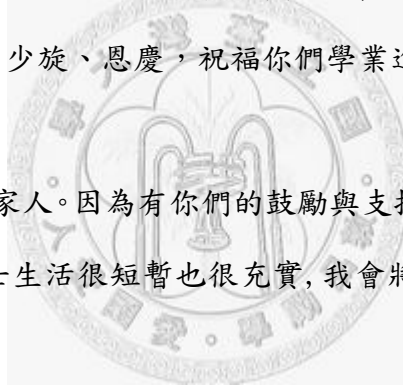 少旋、恩慶，祝福你們學業
家人。因為有你們的鼓勵與支
生活很短暫也很充實，我會將